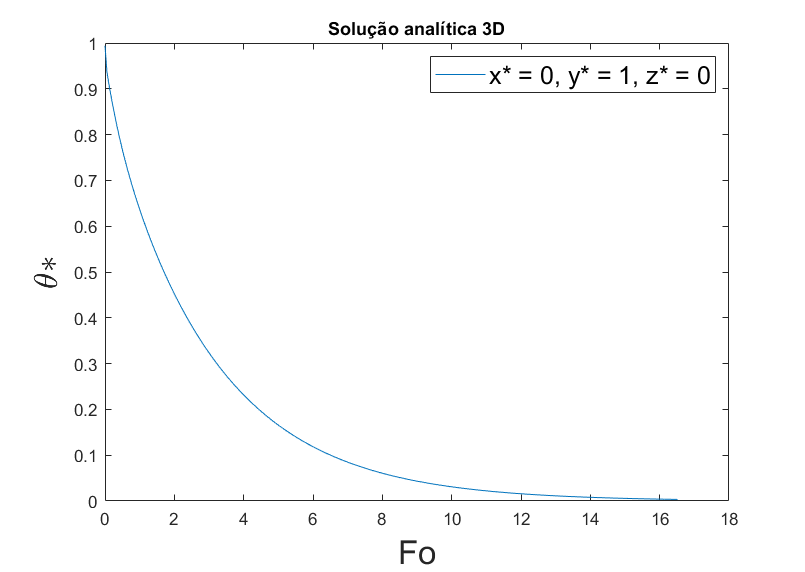 Solução analítica 3D
x* = 0, y* = 1, z* = 0
θ*
1
0.9
0.8
0.7
0.6
0.5
0.4
0.3
0.2
0.1
0
0 2 4 6 8 10 12 14 16 18
Fo